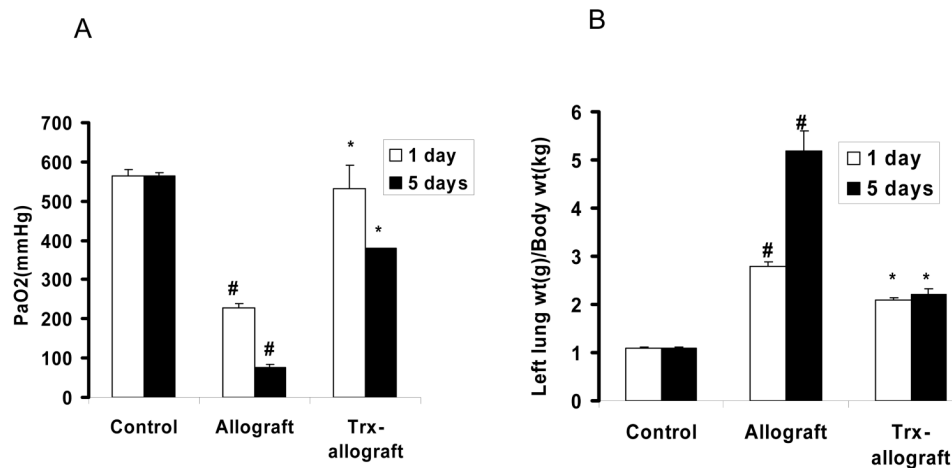 A
PaO2(mmHg)
700
600
500
400
300
200
100
0
#
#
*
*
1 day
5 days
Control
Allograft
Trx-
allograft
B
Left lung wt(g)/Body wt(kg)
6
5
4
3
2
1
0
#
#
*
*
1 day
5 days
Control
Allograft
Trx-
allograft